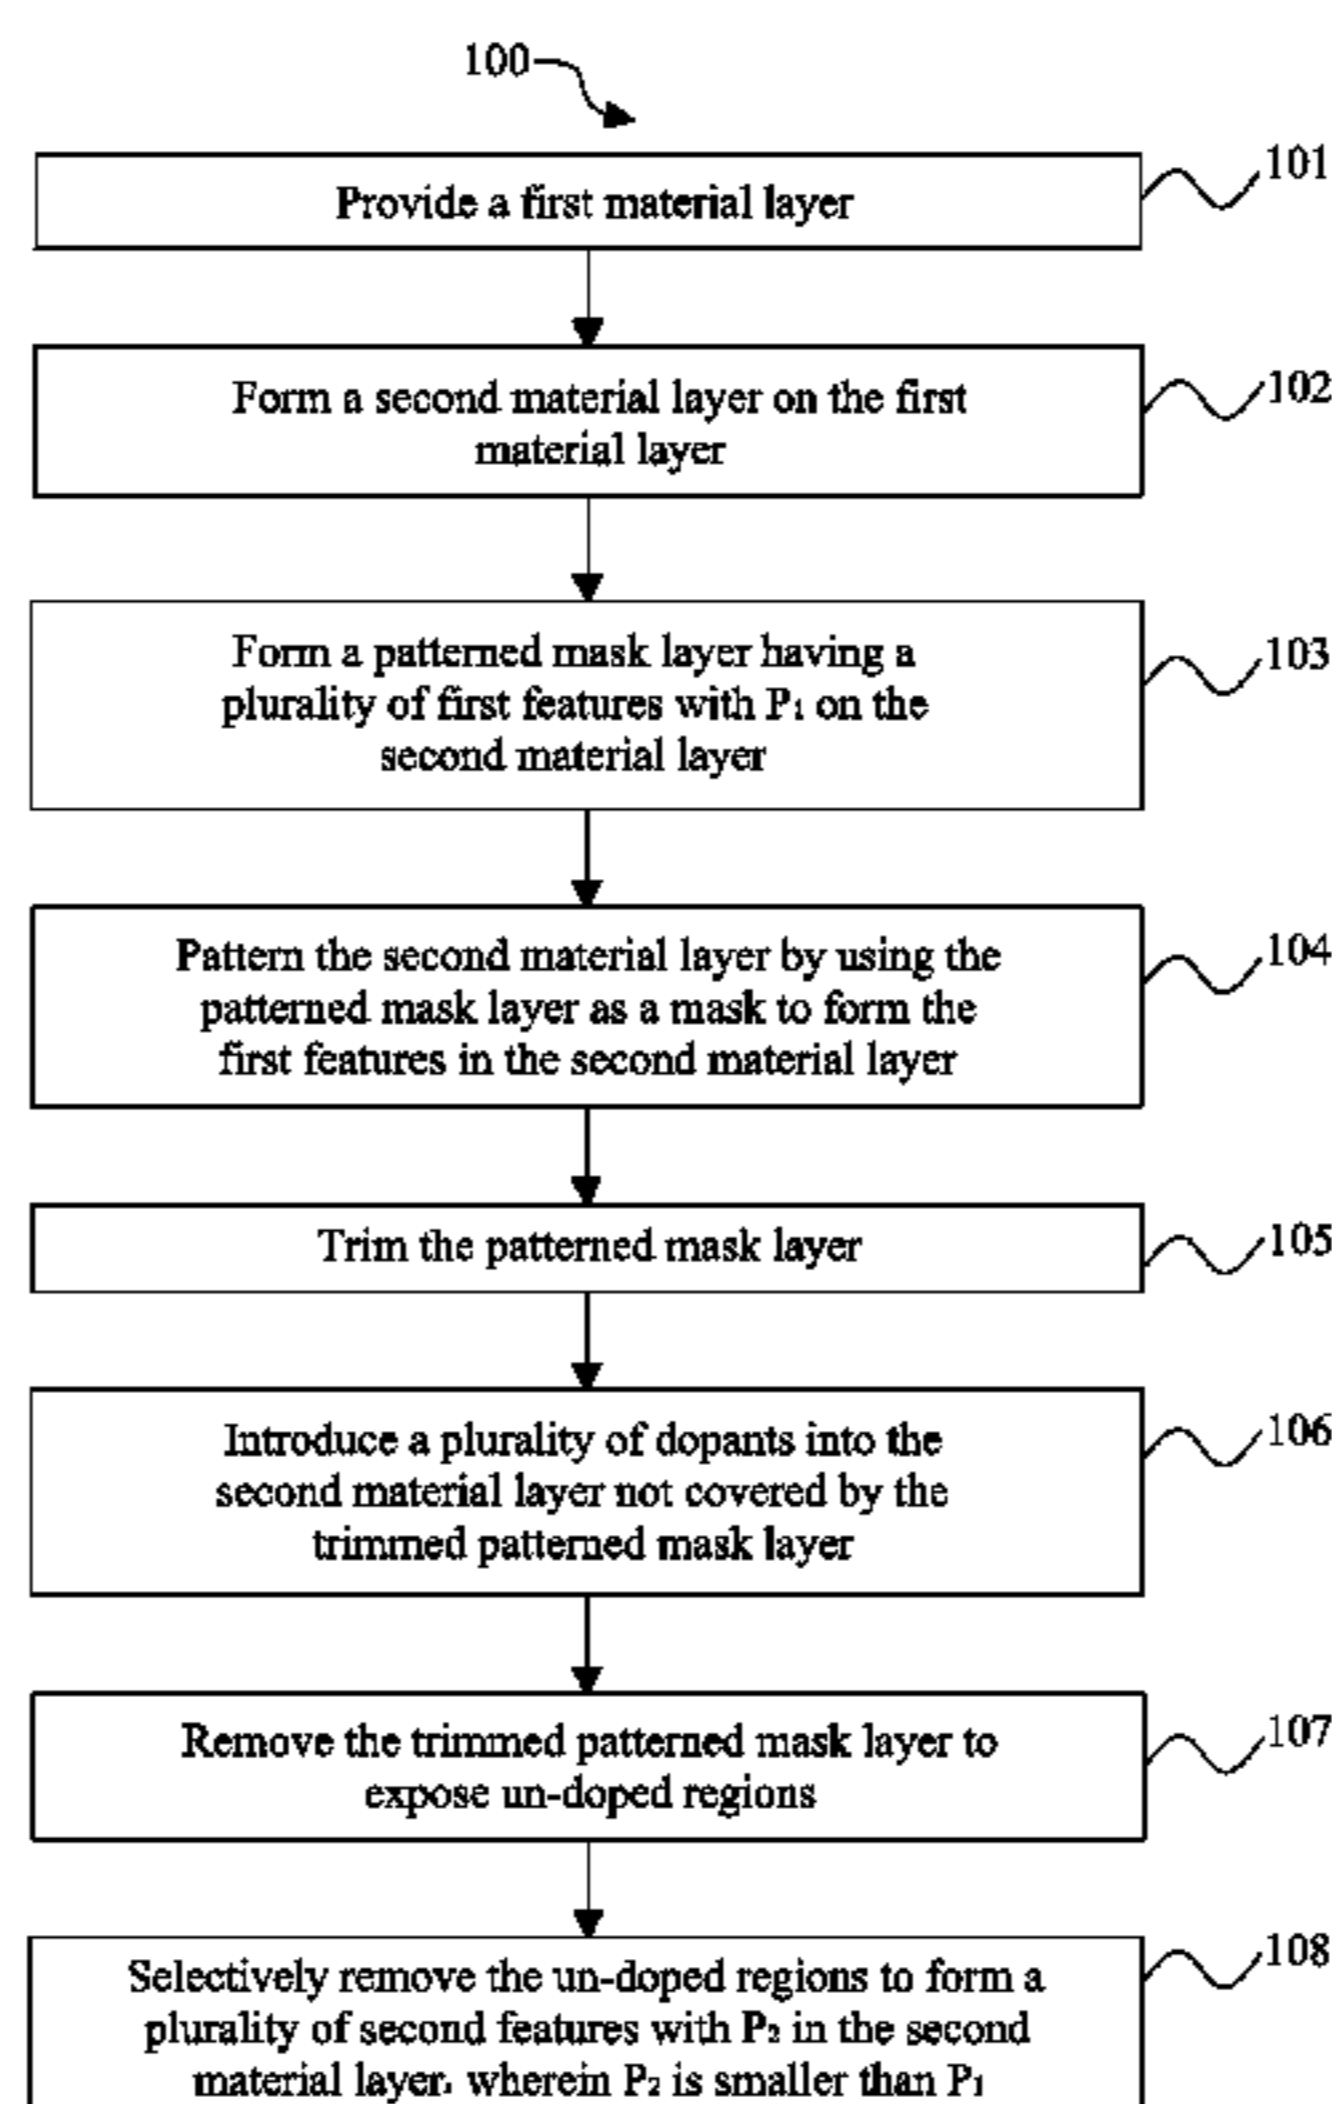 100
Provide a first material layer
101
Form a second material layer on the first
material layer
102
Form a patterned mask layer having a
plurality of first features with P₁ on the
second material layer
103
Pattern the second material layer by using the
patterned mask layer as a mask to form the
first features in the second material layer
104
Trim the patterned mask layer
105
Introduce a plurality of dopants into the
second material layer not covered by the
trimmed patterned mask layer
106
Remove the trimmed patterned mask layer to
expose un-doped regions
107
Selectively remove the un-doped regions to form a
plurality of second features with P₂ in the second
material layer, wherein P₂ is smaller than P₁
108